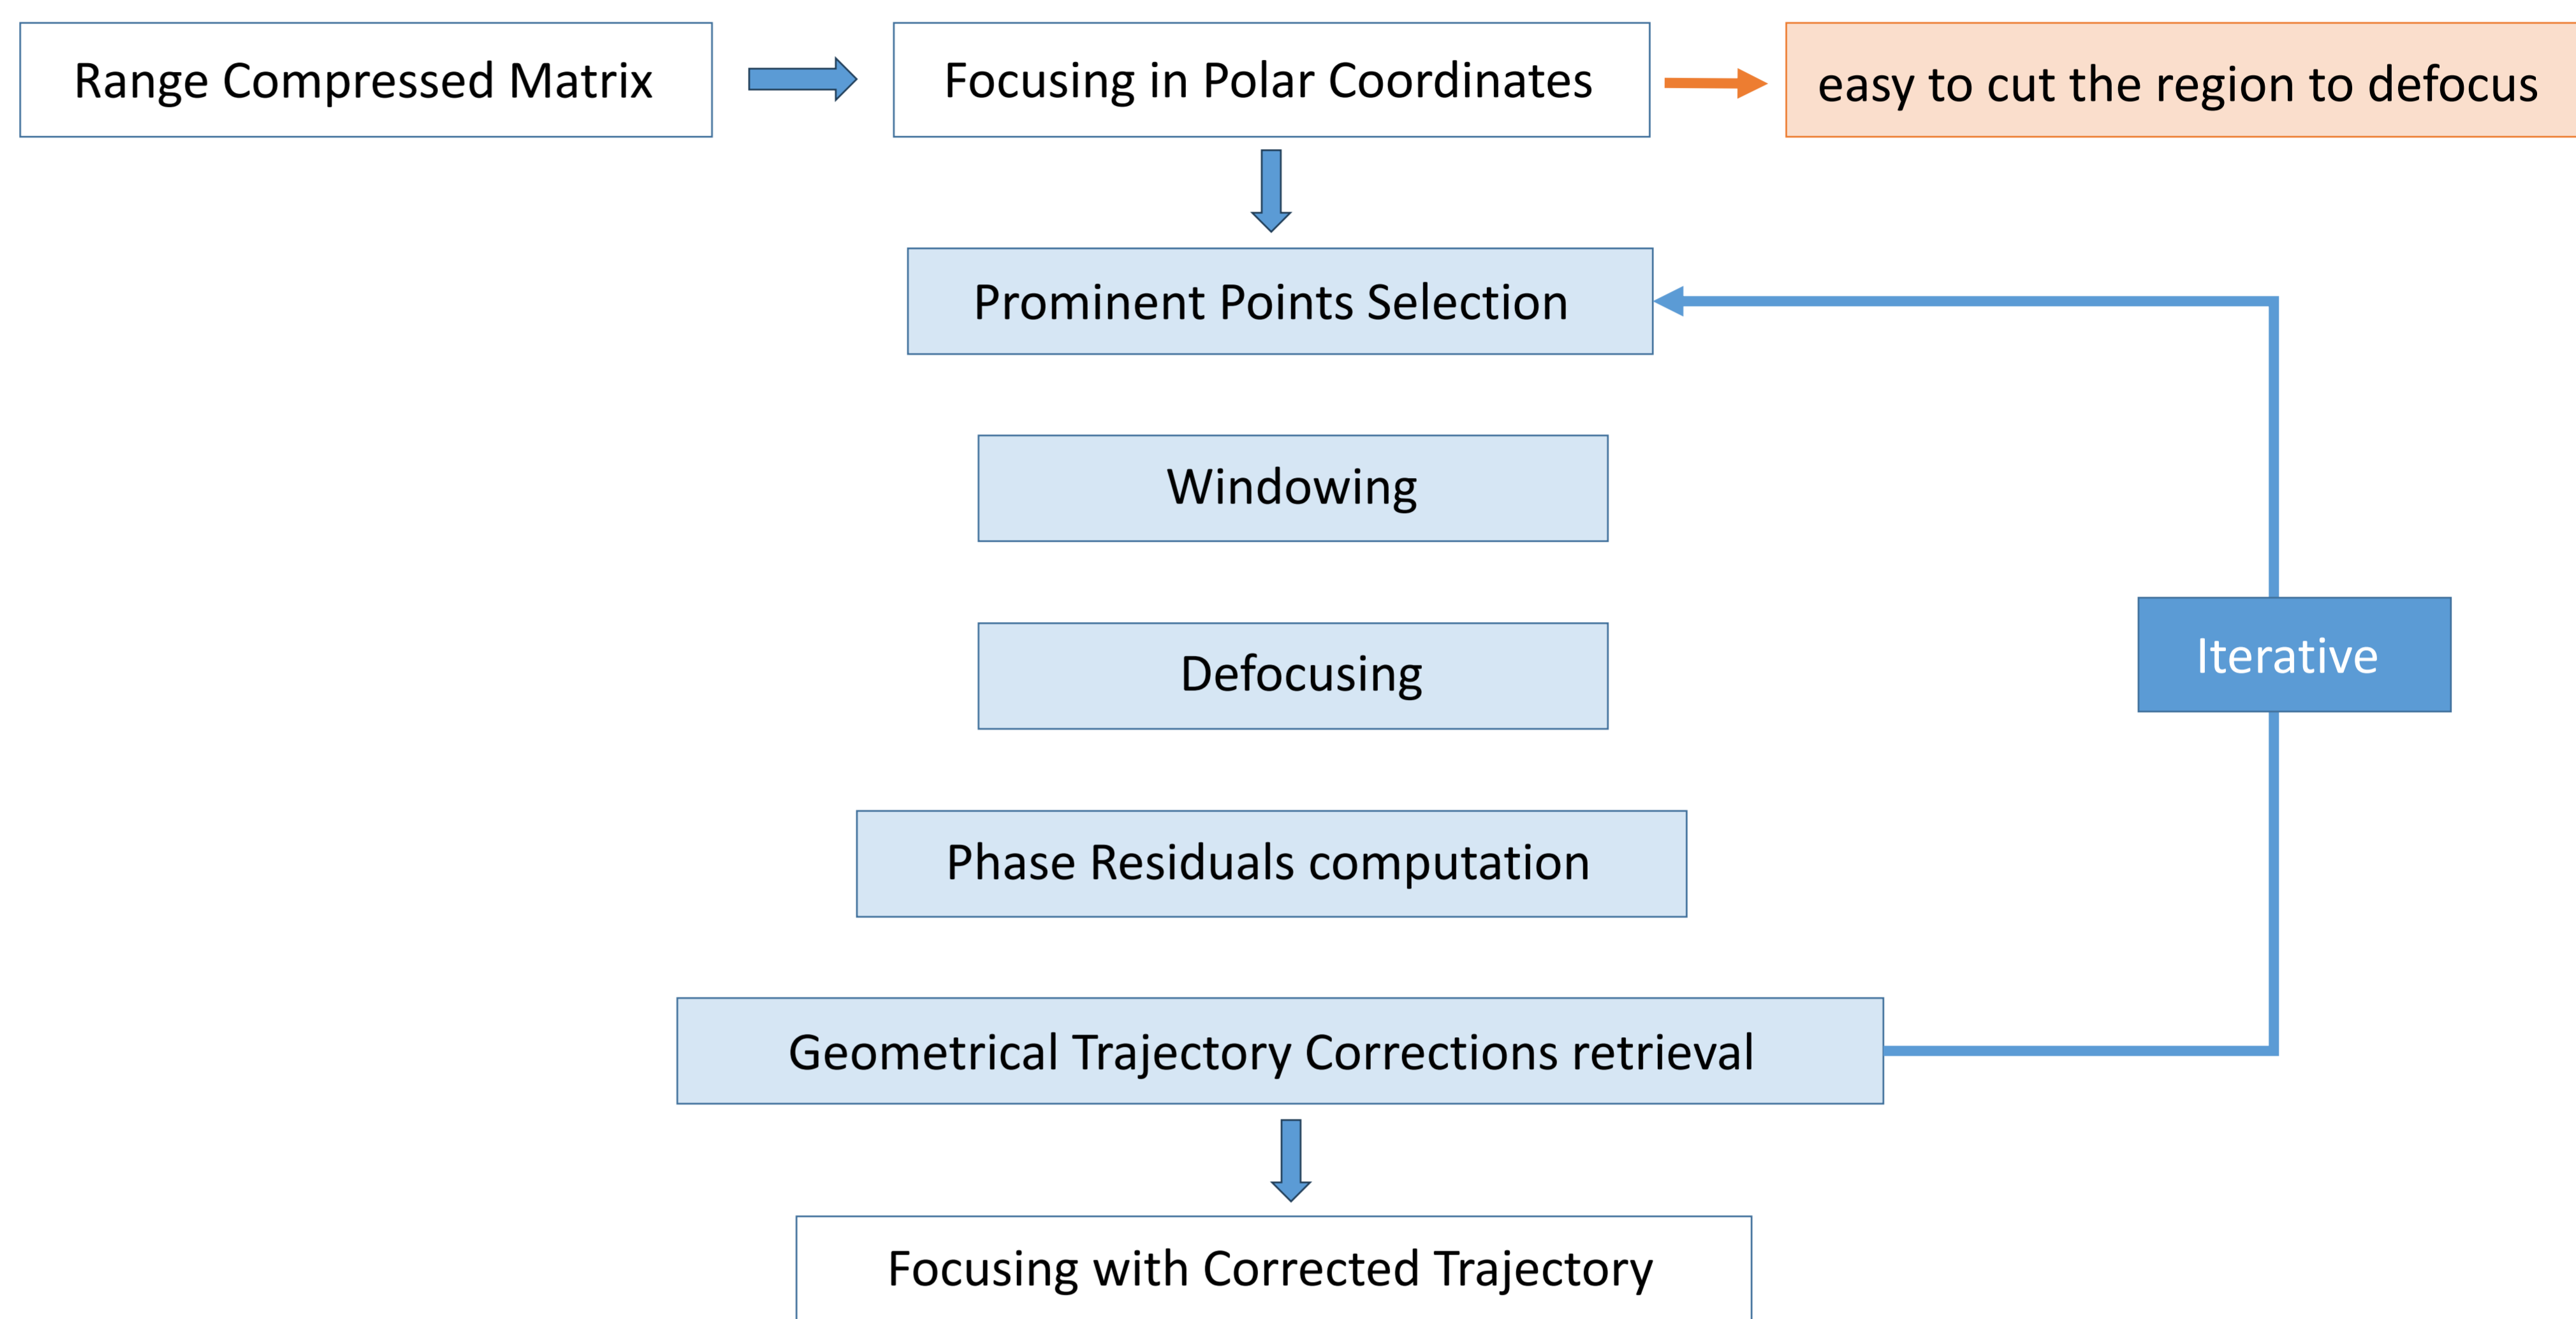 Range Compressed Matrix
Focusing in Polar Coordinates
easy to cut the region to defocus
Prominent Points Selection
Windowing
Defocusing
Iterative
Phase Residuals computation
Geometrical Trajectory Corrections retrieval
Focusing with Corrected Trajectory